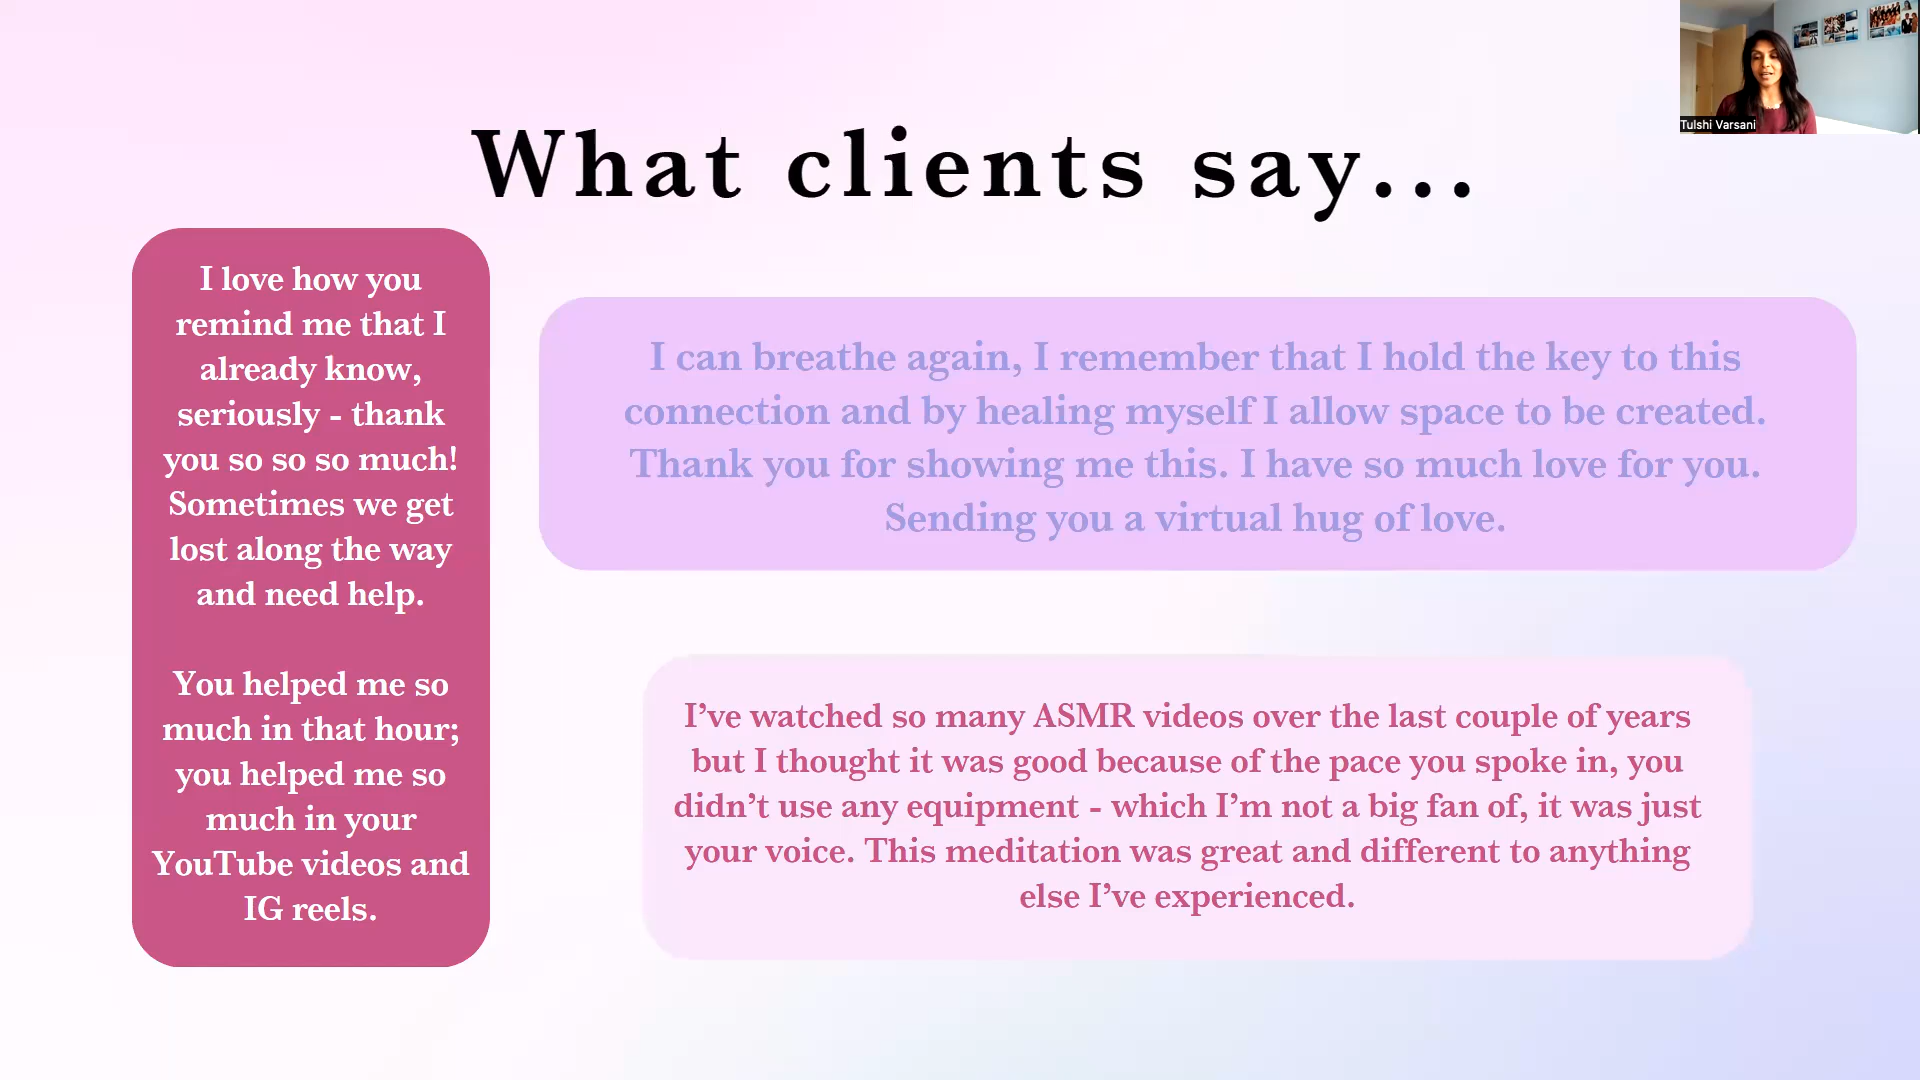 What clients say...
I love how you
remind me that I
already know,
seriously - thank
you so so so much!
Sometimes we get
lost along the way
and need help.
You helped me so
much in that hour;
you helped me so
much in your
YouTube videos and
IG reels.
I can breathe again, I remember that I hold the key to this
connection and by healing myself I allow space to be created.
Thank you for showing me this. I have so much love for you.
Sending you a virtual hug of love.
I’ve watched so many ASMR videos over the last couple of years
but I thought it was good because of the pace you spoke in, you
didn’t use any equipment - which I’m not a big fan of, it was just
your voice. This meditation was great and different to anything
else I’ve experienced.
Tulshi Varsani